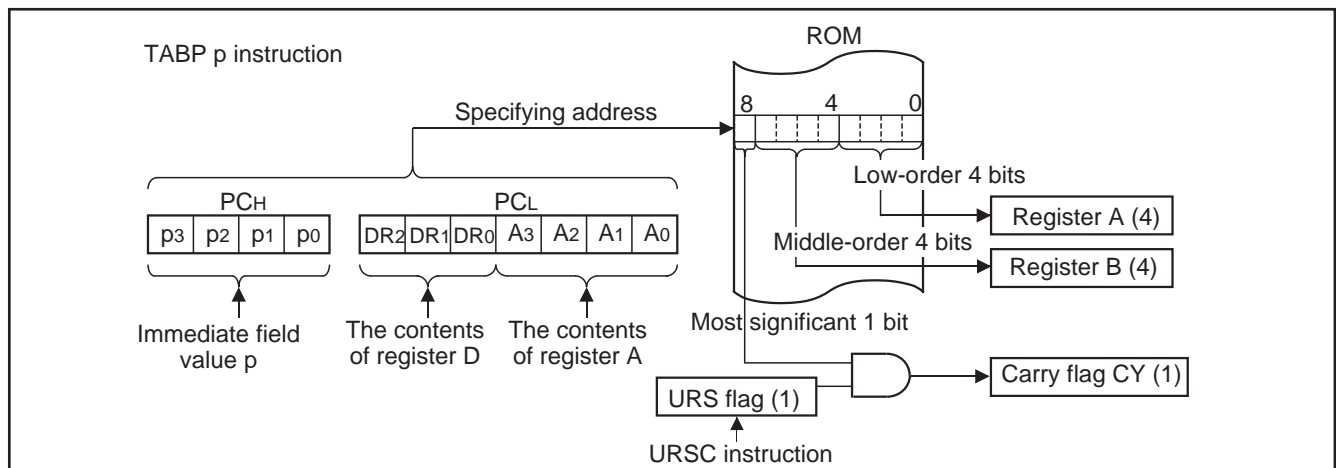 TABP p instruction
ROM
Specifying address
8 4 0
Low-order 4 bits
PCH
PCL
p3 p2 p1 p0
DR2 DR1 DR0 A3 A2 A1 A0
Register A (4)
Middle-order 4 bits
Register B (4)
Immediate field
value p
The contents
of register D
The contents
of register A
Most significant 1 bit
URS flag (1)
Carry flag CY (1)
URSC instruction